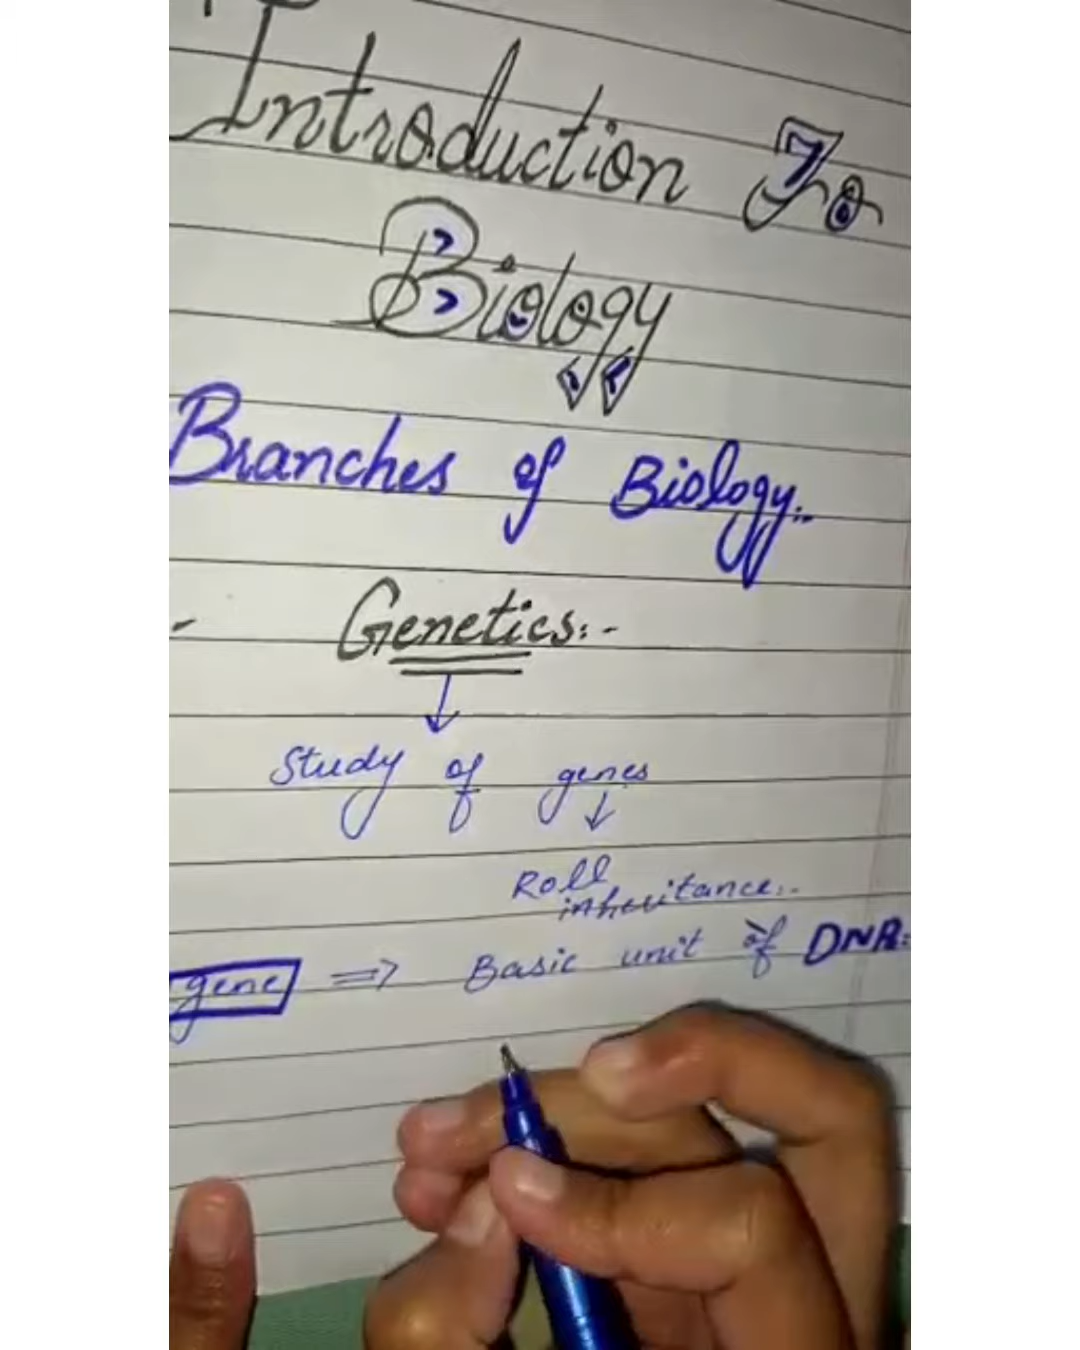 Introduction To
Biology
Branches of Biology:-
Genetics:-
Study of genes
Roll
inheritance:-
gene => Basic unit of DNA: